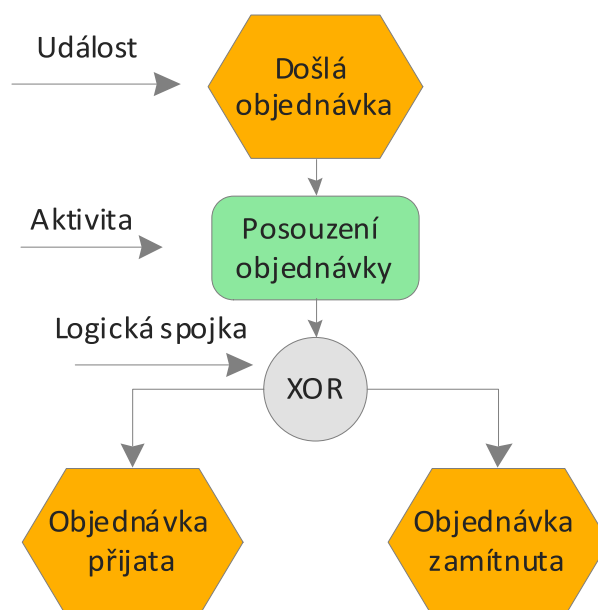 Událost
Došlá
objednávka
Aktivita
Posouzení
objednávky
Logická spojka
XOR
Objednávka
přijata
Objednávka
zamítnuta